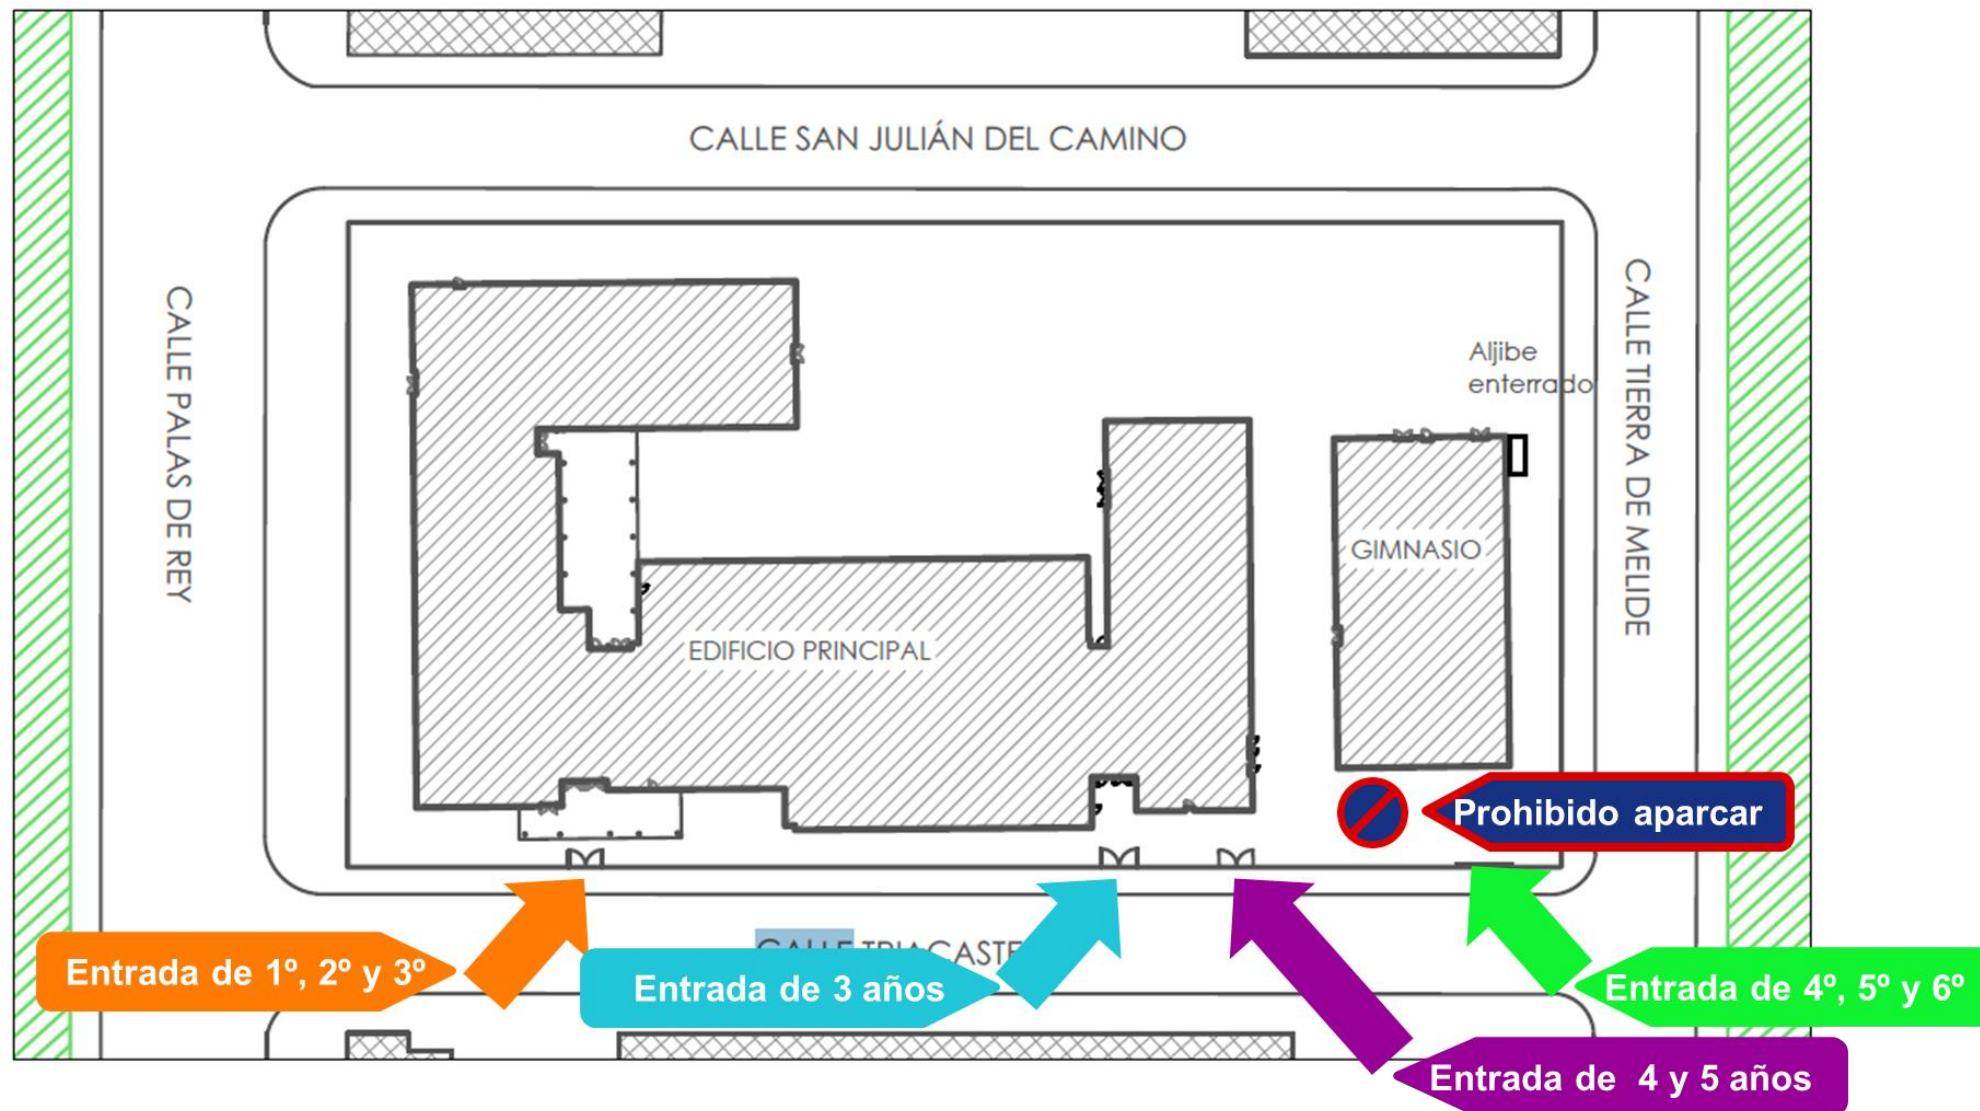 CALLE SAN JULIÁN DEL CAMINO
CALLE PALAS DE REY
CALLE TIERRA DE MELIDE
Aljibe
enterrado
GIMNASIO
EDIFICIO PRINCIPAL
Prohibido aparcar
CALLE
Entrada de 1º, 2º y 3º
Entrada de 3 años
Entrada de 4º, 5º y 6º
Entrada de 4 y 5 años